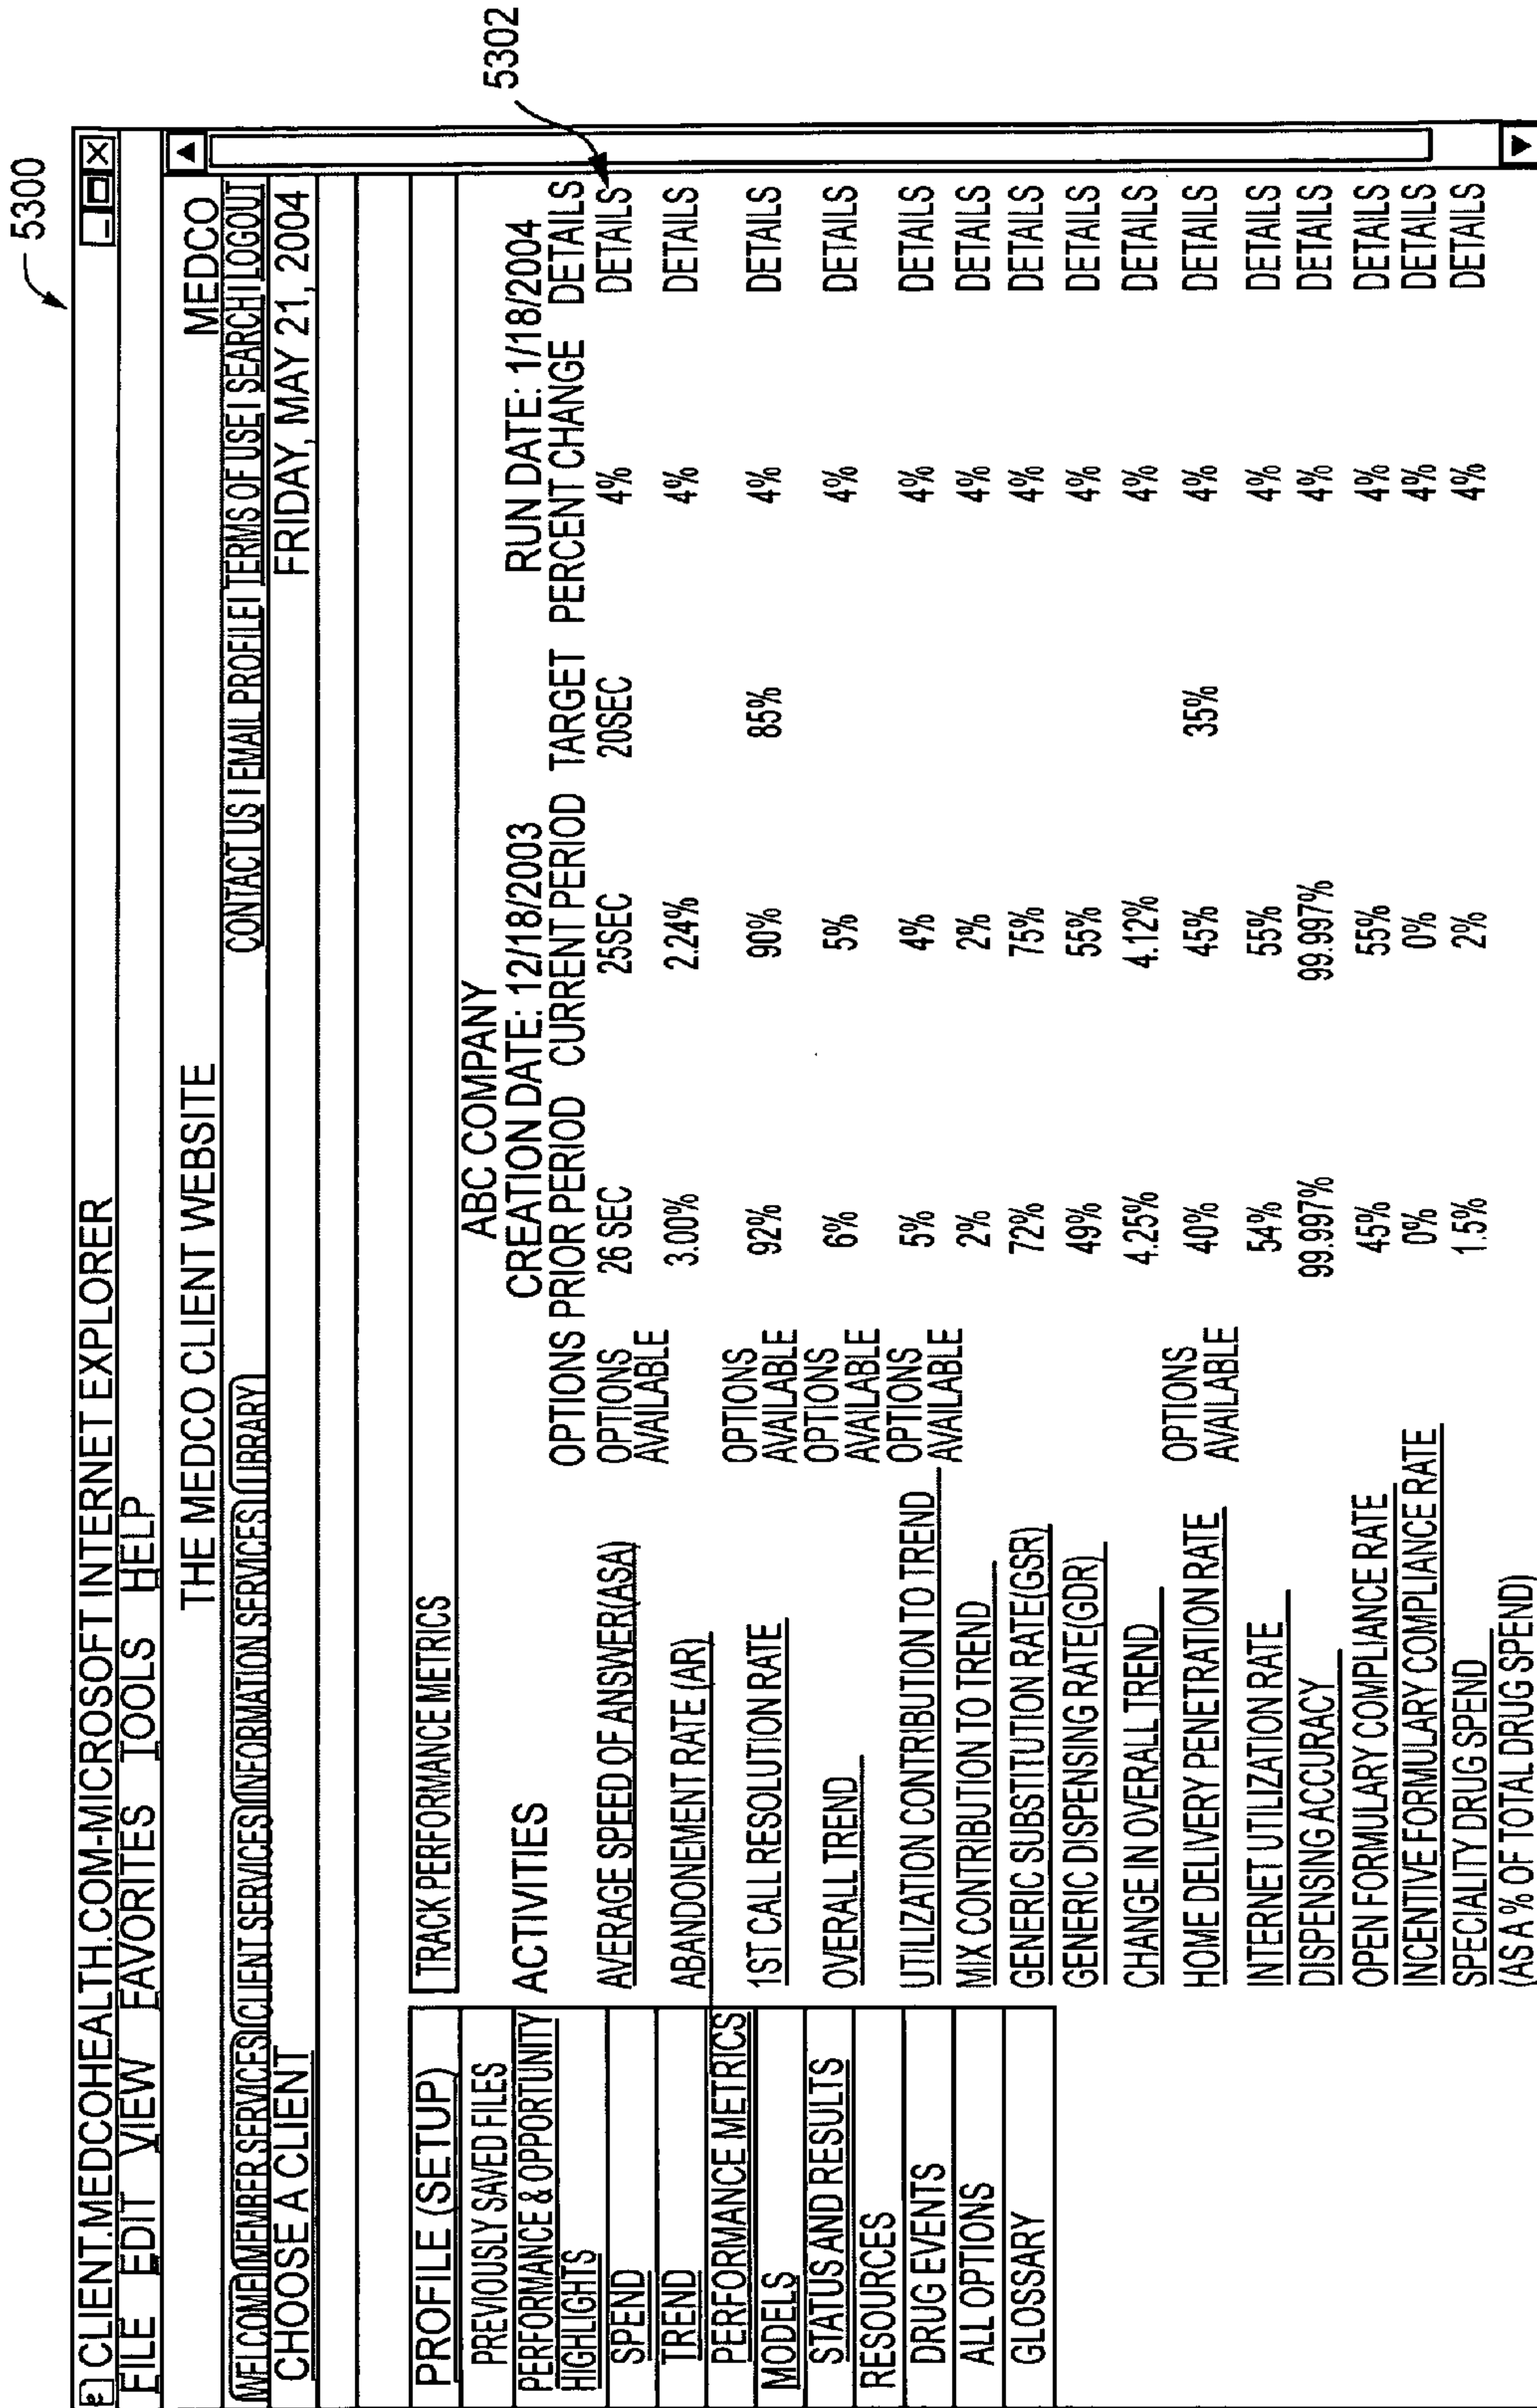 5300
CLIENT.MEDCOHEALTH.COM-MICROSOFT INTERNET EXPLORER
FILE EDIT VIEW FAVORITES TOOLS HELP
THE MEDCO CLIENT WEBSITE MEDCO
WELCOME MEMBER SERVICES CLIENT SERVICES INFORMATION SERVICES LIBRARY CONTACT US | EMAIL PROFILE | TERMS OF USE | SEARCH | LOGOUT
CHOOSE A CLIENT FRIDAY, MAY 21, 2004
PROFILE (SETUP)
PREVIOUSLY SAVED FILES
PERFORMANCE & OPPORTUNITY
HIGHLIGHTS
SPEND
TREND
PERFORMANCE METRICS
MODELS
STATUS AND RESULTS
RESOURCES
DRUG EVENTS
ALL OPTIONS
GLOSSARY
TRACK PERFORMANCE METRICS
ABC COMPANY
CREATION DATE: 12/18/2003 RUN DATE: 1/18/2004
ACTIVITIES OPTIONS PRIOR PERIOD CURRENT PERIOD TARGET PERCENT CHANGE DETAILS
5302
AVERAGE SPEED OF ANSWER(ASA) OPTIONS AVAILABLE 26 SEC 25SEC 20SEC 4% DETAILS
ABANDONEMENT RATE (AR) 3.00% 2.24% 4% DETAILS
1ST CALL RESOLUTION RATE OPTIONS AVAILABLE 92% 90% 85% 4% DETAILS
OVERALL TREND OPTIONS AVAILABLE 6% 5% 4% DETAILS
UTILIZATION CONTRIBUTION TO TREND OPTIONS AVAILABLE 5% 4% 4% DETAILS
MIX CONTRIBUTION TO TREND 2% 2% 4% DETAILS
GENERIC SUBSTITUTION RATE(GSR) 72% 75% 4% DETAILS
GENERIC DISPENSING RATE(GDR) 49% 55% 4% DETAILS
CHANGE IN OVERALL TREND 4.25% 4.12% 4% DETAILS
HOME DELIVERY PENETRATION RATE OPTIONS AVAILABLE 40% 45% 35% 4% DETAILS
INTERNET UTILIZATION RATE 54% 55% 4% DETAILS
DISPENSING ACCURACY 99.997% 99.997% 4% DETAILS
OPEN FORMULARY COMPLIANCE RATE 45% 55% 4% DETAILS
INCENTIVE FORMULARY COMPLIANCE RATE 0% 0% 4% DETAILS
SPECIALITY DRUG SPEND 1.5% 2% 4% DETAILS
(AS A % OF TOTAL DRUG SPEND)